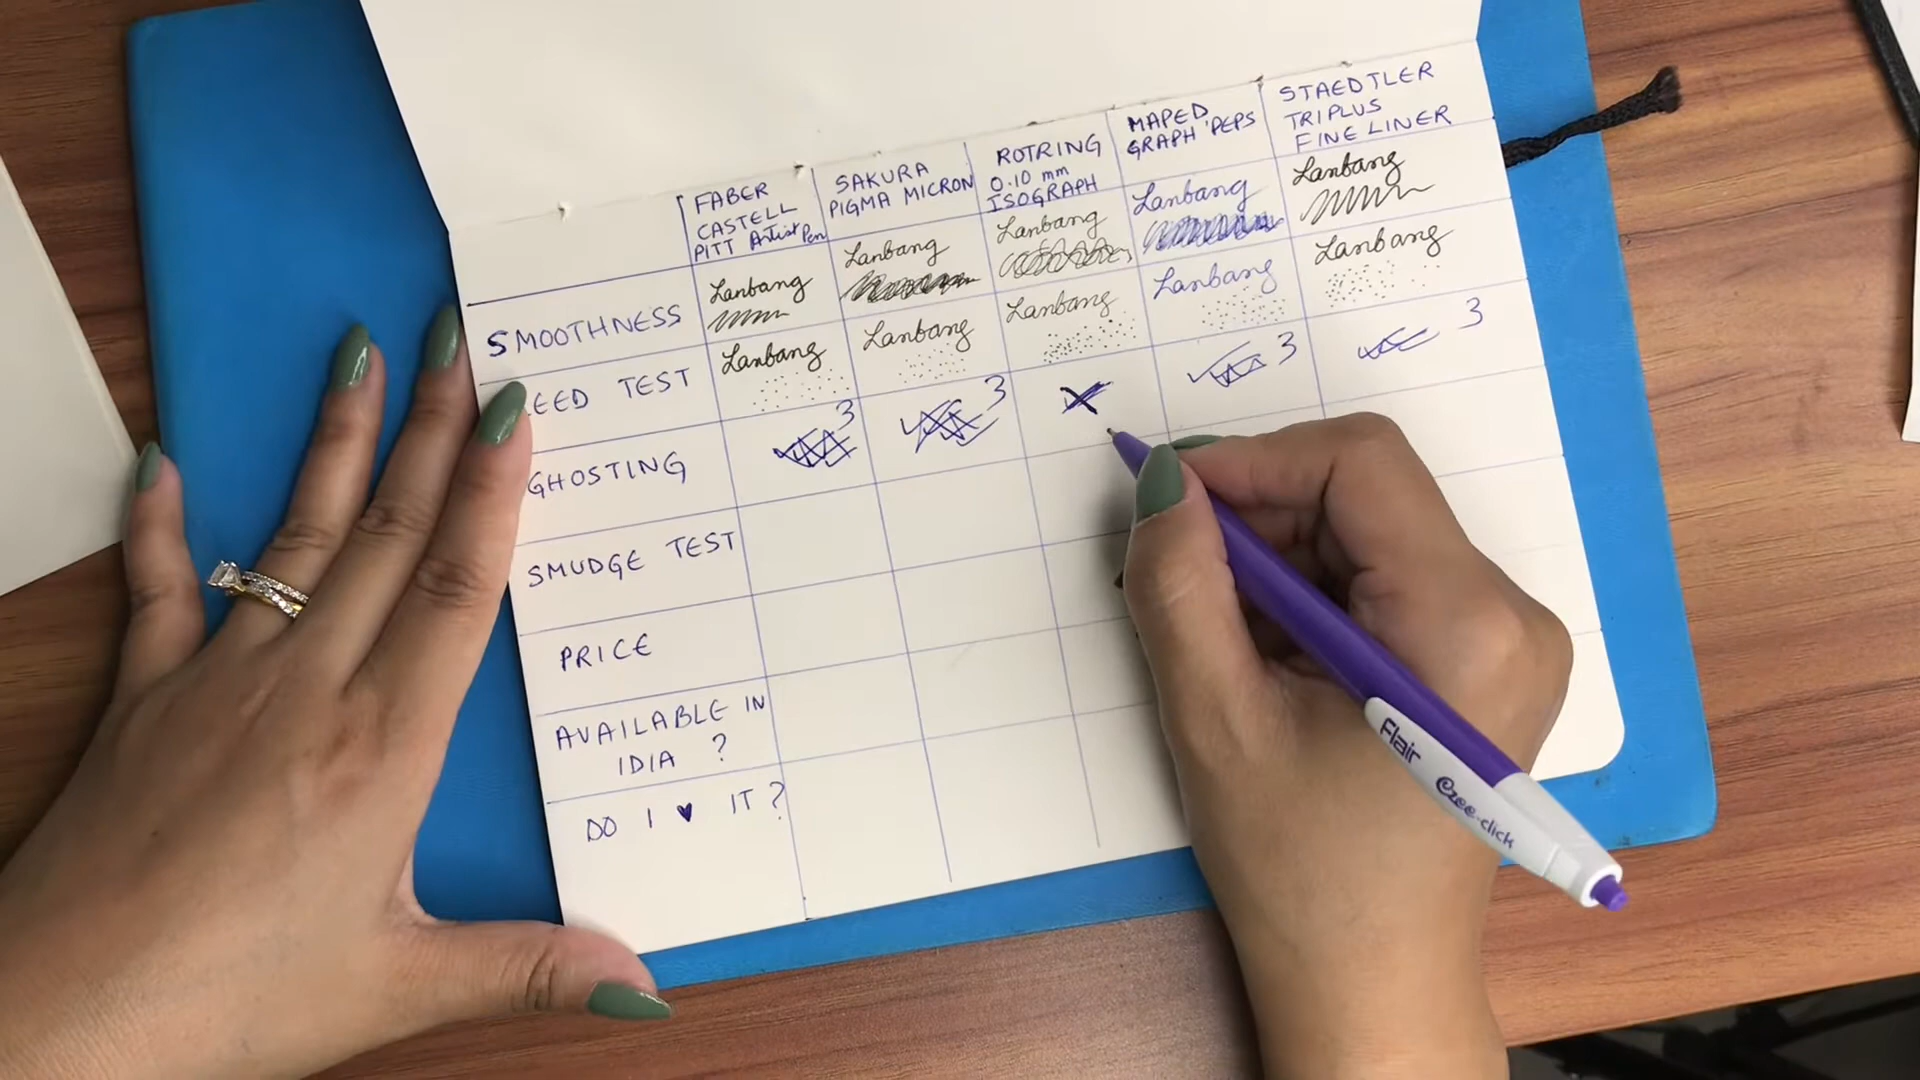 FABER
CASTELL
PITT Artist Pen
SAKURA
PIGMA MICRON
ROTRING
0.10 mm
ISOGRAPH
MAPED
GRAPH'PEPS
STAEDTLER
TRIPLUS
FINE LINER
SMOOTHNESS
Lanbang
Lanbang
Lanbang
Lanbang
Lanbang
EED TEST
Lanbang
Lanbang
Lanbang
Lanbang
Lanbang
GHOSTING
3
3
3
3
SMUDGE TEST
PRICE
AVAILABLE IN
IDIA ?
DO I ♥ IT ?
Flair Ezee-click